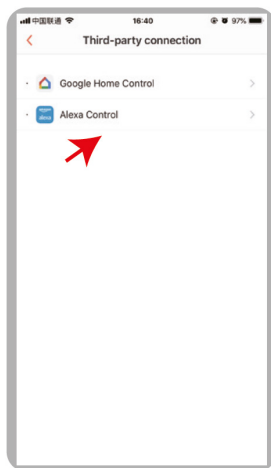 中国联通 16:40 97%
Third-party connection
Google Home Control
alexa Alexa Control